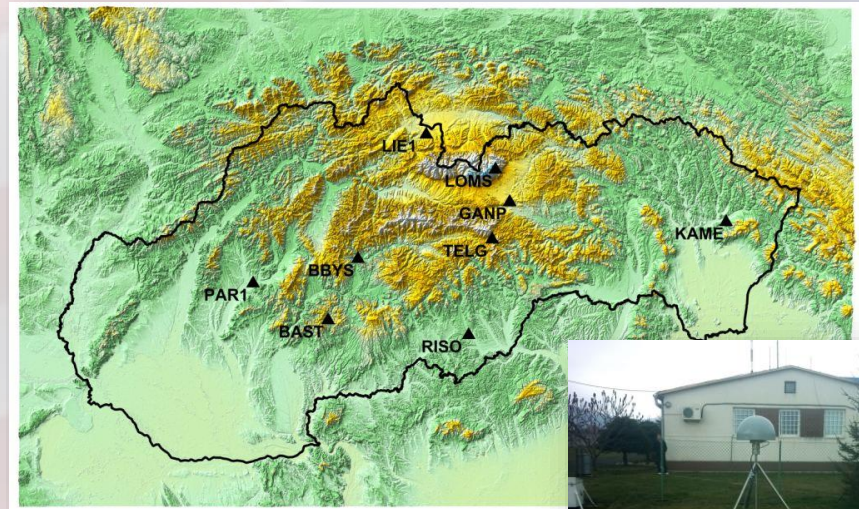 LIE1
LOMS
GANP
KAME
TELG
BBYS
PAR1
BAST
RISO